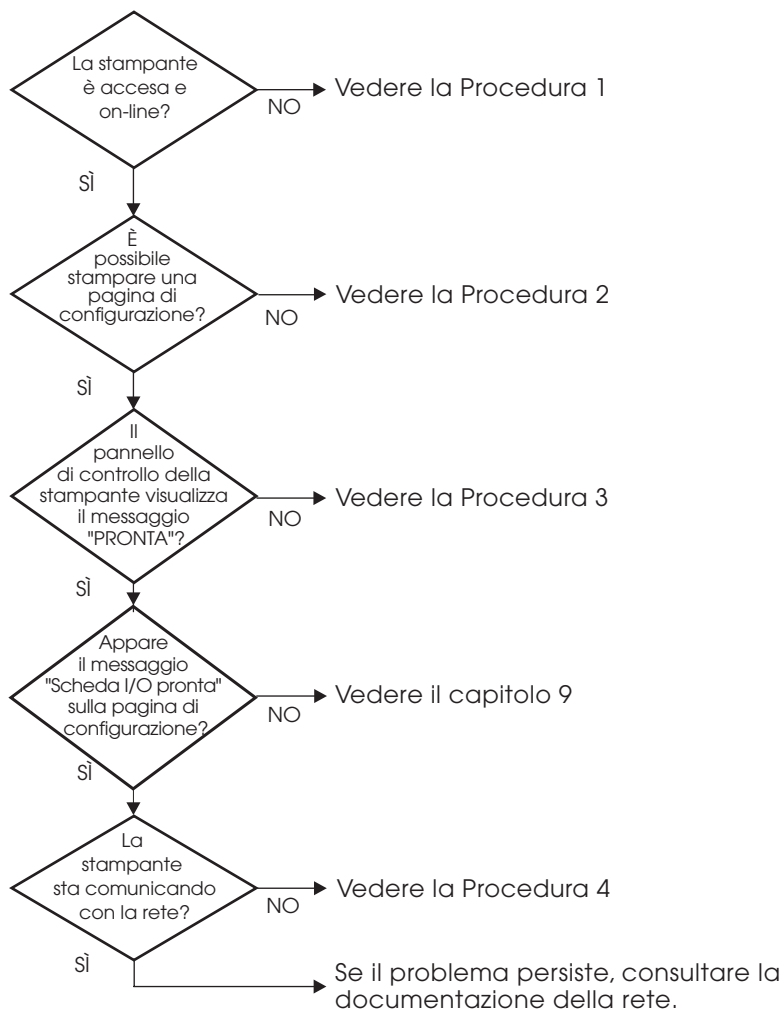 La stampante
è accesa e
on-line?
NO
Vedere la Procedura 1
SÌ
È
possibile
stampare una
pagina di
configurazione?
NO
Vedere la Procedura 2
SÌ
Il
pannello
di controllo della
stampante visualizza
il messaggio
"PRONTA"?
NO
Vedere la Procedura 3
SÌ
Appare
il messaggio
"Scheda I/O pronta"
sulla pagina di
configurazione?
NO
Vedere il capitolo 9
SÌ
La
stampante
sta comunicando
con la rete?
NO
Vedere la Procedura 4
SÌ
Se il problema persiste, consultare la
documentazione della rete.